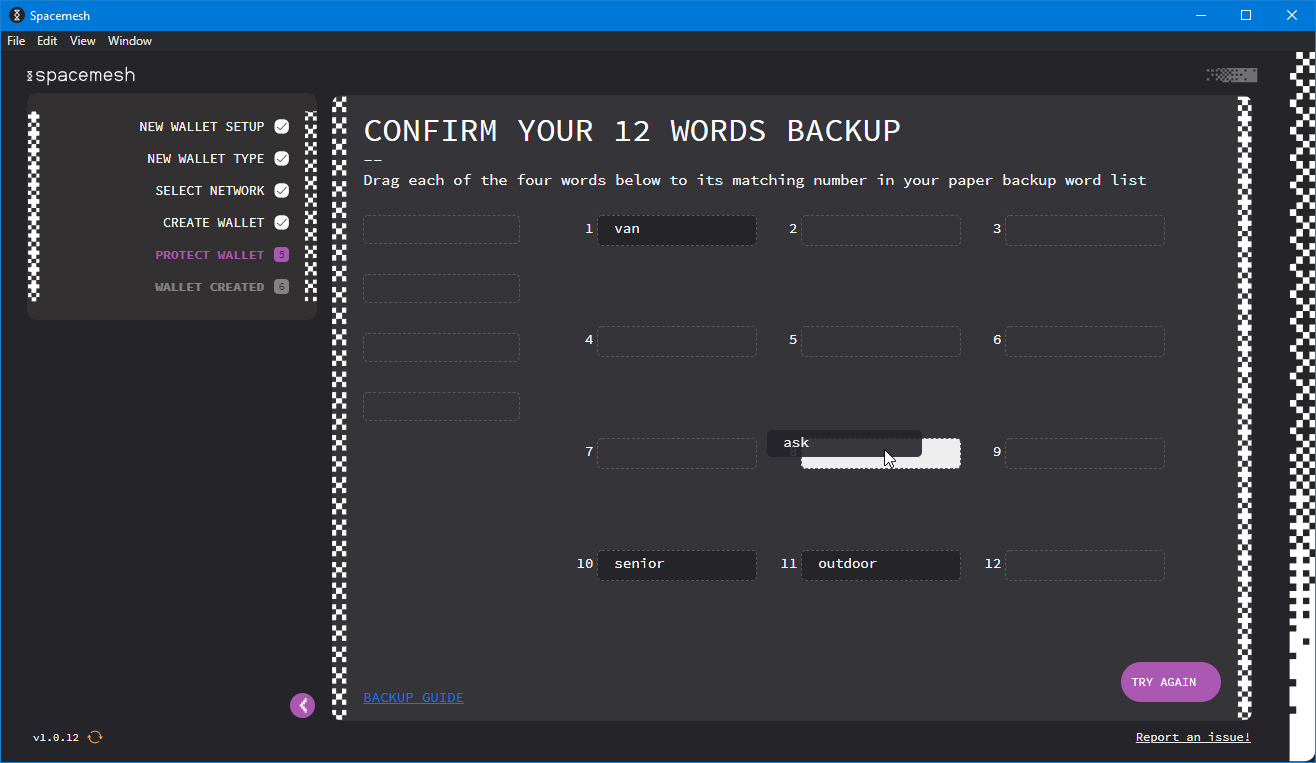 Spacemesh
File Edit View Window
spacemesh
NEW WALLET SETUP
NEW WALLET TYPE
SELECT NETWORK
CREATE WALLET
PROTECT WALLET 5
WALLET CREATED 6
CONFIRM YOUR 12 WORDS BACKUP
--
Drag each of the four words below to its matching number in your paper backup word list
1 van 2 3
4 5 6
7 8 ask 9
10 senior 11 outdoor 12
BACKUP GUIDE
TRY AGAIN
v1.0.12
Report an issue!